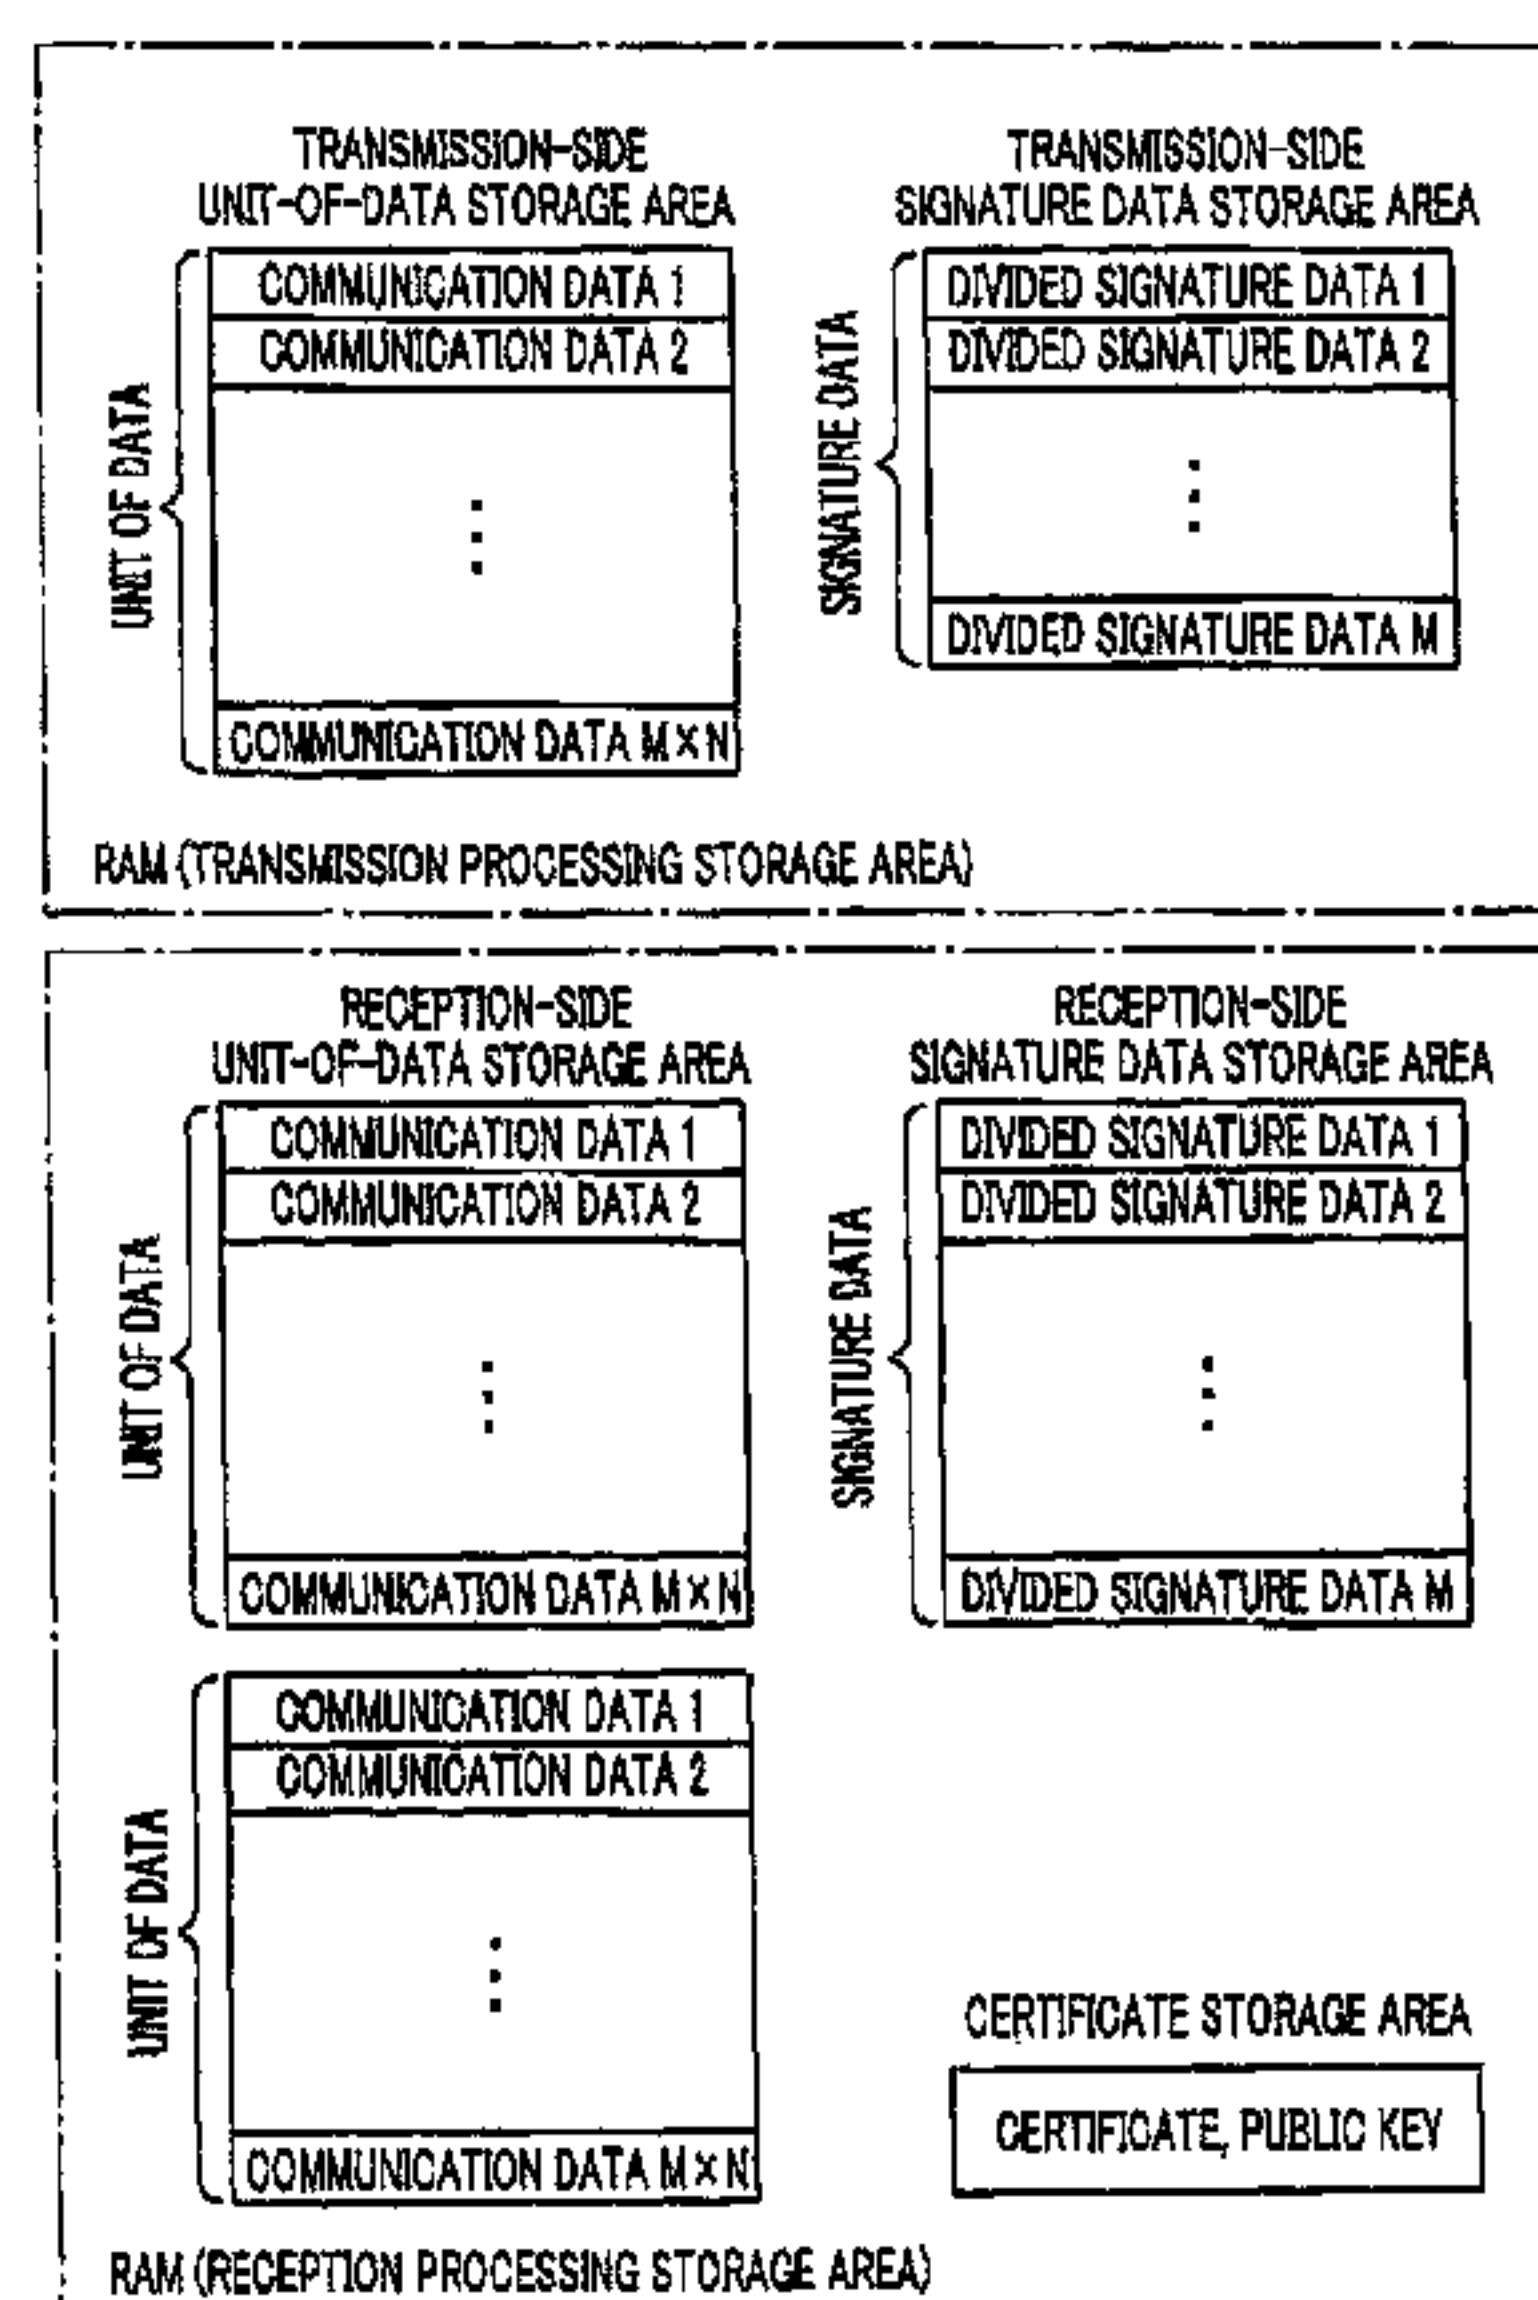 TRANSMISSION-SIDE
UNIT-OF-DATA STORAGE AREA
UNIT OF DATA
COMMUNICATION DATA 1
COMMUNICATION DATA 2
COMMUNICATION DATA M×N
TRANSMISSION-SIDE
SIGNATURE DATA STORAGE AREA
SIGNATURE DATA
DIVIDED SIGNATURE DATA 1
DIVIDED SIGNATURE DATA 2
DIVIDED SIGNATURE DATA M
RAM (TRANSMISSION PROCESSING STORAGE AREA)
RECEPTION-SIDE
UNIT-OF-DATA STORAGE AREA
UNIT OF DATA
COMMUNICATION DATA 1
COMMUNICATION DATA 2
COMMUNICATION DATA M×N
RECEPTION-SIDE
SIGNATURE DATA STORAGE AREA
SIGNATURE DATA
DIVIDED SIGNATURE DATA 1
DIVIDED SIGNATURE DATA 2
DIVIDED SIGNATURE DATA M
UNIT OF DATA
COMMUNICATION DATA 1
COMMUNICATION DATA 2
COMMUNICATION DATA M×N
CERTIFICATE STORAGE AREA
CERTIFICATE, PUBLIC KEY
RAM (RECEPTION PROCESSING STORAGE AREA)